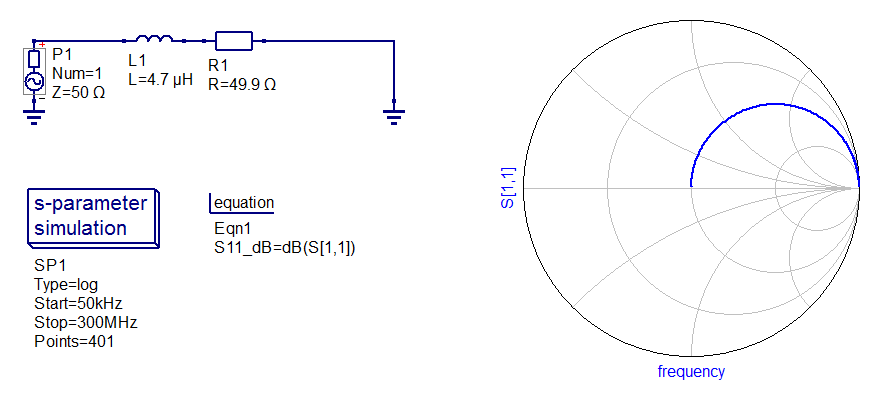 +
P1
Num=1
Z=50 Ω
-
L1
L=4.7 µH
R1
R=49.9 Ω
s-parameter
simulation
SP1
Type=log
Start=50kHz
Stop=300MHz
Points=401
equation
Eqn1
S11_dB=dB(S[1,1])
S[1,1]
frequency